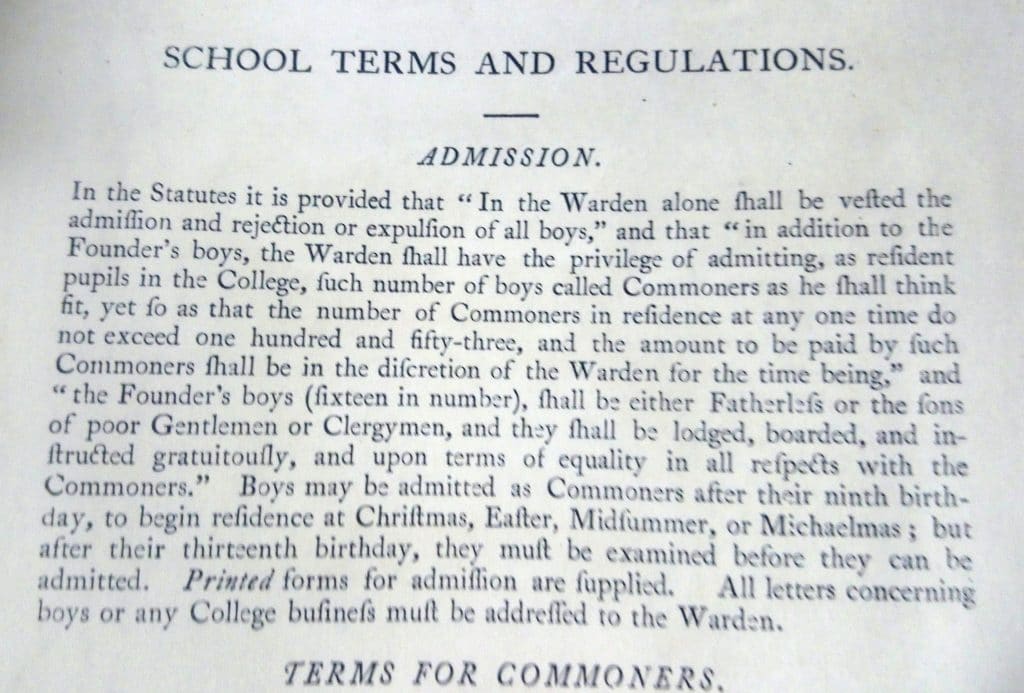 SCHOOL TERMS AND REGULATIONS.
ADMISSION.
In the Statutes it is provided that “In the Warden alone ſhall be veſted the
admiſſion and rejection or expulſion of all boys,” and that “in addition to the
Founder's boys, the Warden ſhall have the privilege of admitting, as reſident
pupils in the College, ſuch number of boys called Commoners as he ſhall think
fit, yet ſo as that the number of Commoners in reſidence at any one time do
not exceed one hundred and fifty-three, and the amount to be paid by ſuch
Commoners ſhall be in the diſcretion of the Warden for the time being,” and
“the Founder's boys (ſixteen in number), ſhall be either Fatherleſs or the ſons
of poor Gentlemen or Clergymen, and they ſhall be lodged, boarded, and in-
ſtructed gratuitouſly, and upon terms of equality in all reſpects with the
Commoners.” Boys may be admitted as Commoners after their ninth birth-
day, to begin reſidence at Chriſtmas, Eaſter, Midſummer, or Michaelmas; but
after their thirteenth birthday, they muſt be examined before they can be
admitted. Printed forms for admiſſion are ſupplied. All letters concerning
boys or any College buſineſs muſt be addreſſed to the Warden.
TERMS FOR COMMONERS.